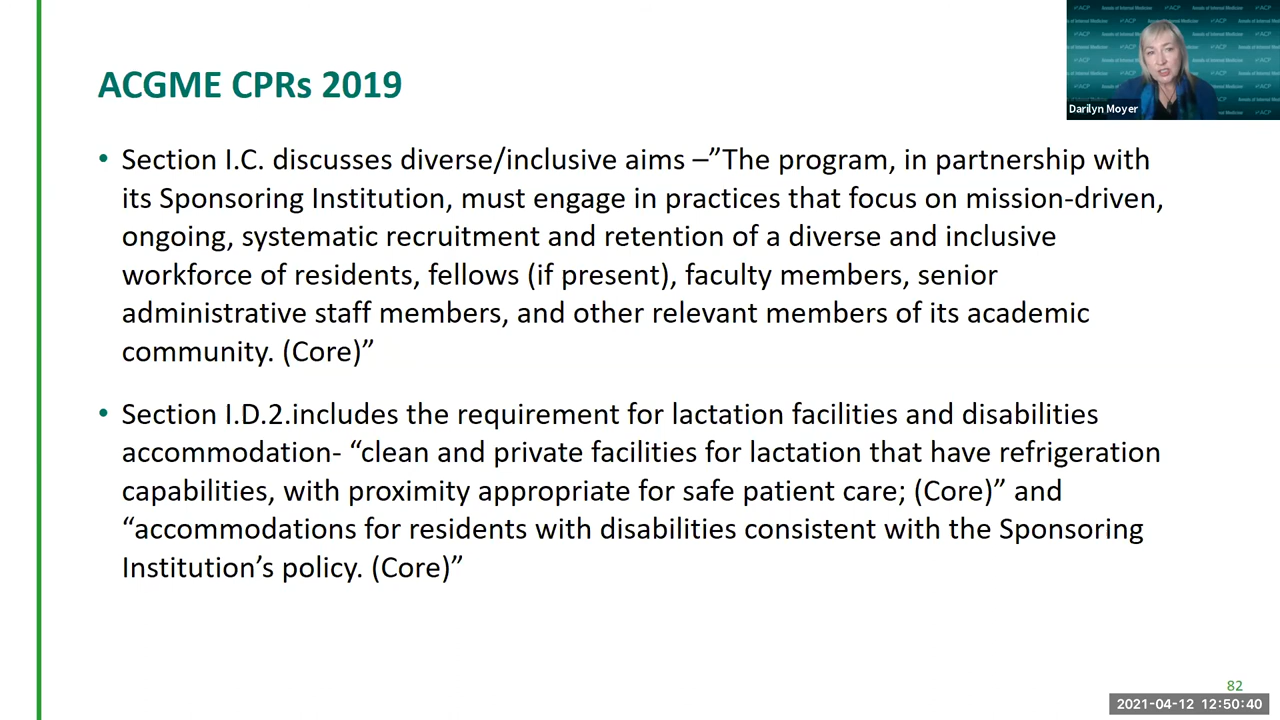 ACGME CPRs 2019
• Section I.C. discusses diverse/inclusive aims –”The program, in partnership with
its Sponsoring Institution, must engage in practices that focus on mission-driven,
ongoing, systematic recruitment and retention of a diverse and inclusive
workforce of residents, fellows (if present), faculty members, senior
administrative staff members, and other relevant members of its academic
community. (Core)”
• Section I.D.2.includes the requirement for lactation facilities and disabilities
accommodation- “clean and private facilities for lactation that have refrigeration
capabilities, with proximity appropriate for safe patient care; (Core)” and
“accommodations for residents with disabilities consistent with the Sponsoring
Institution’s policy. (Core)”
Darilyn Moyer
82
2021-04-12 12:50:40